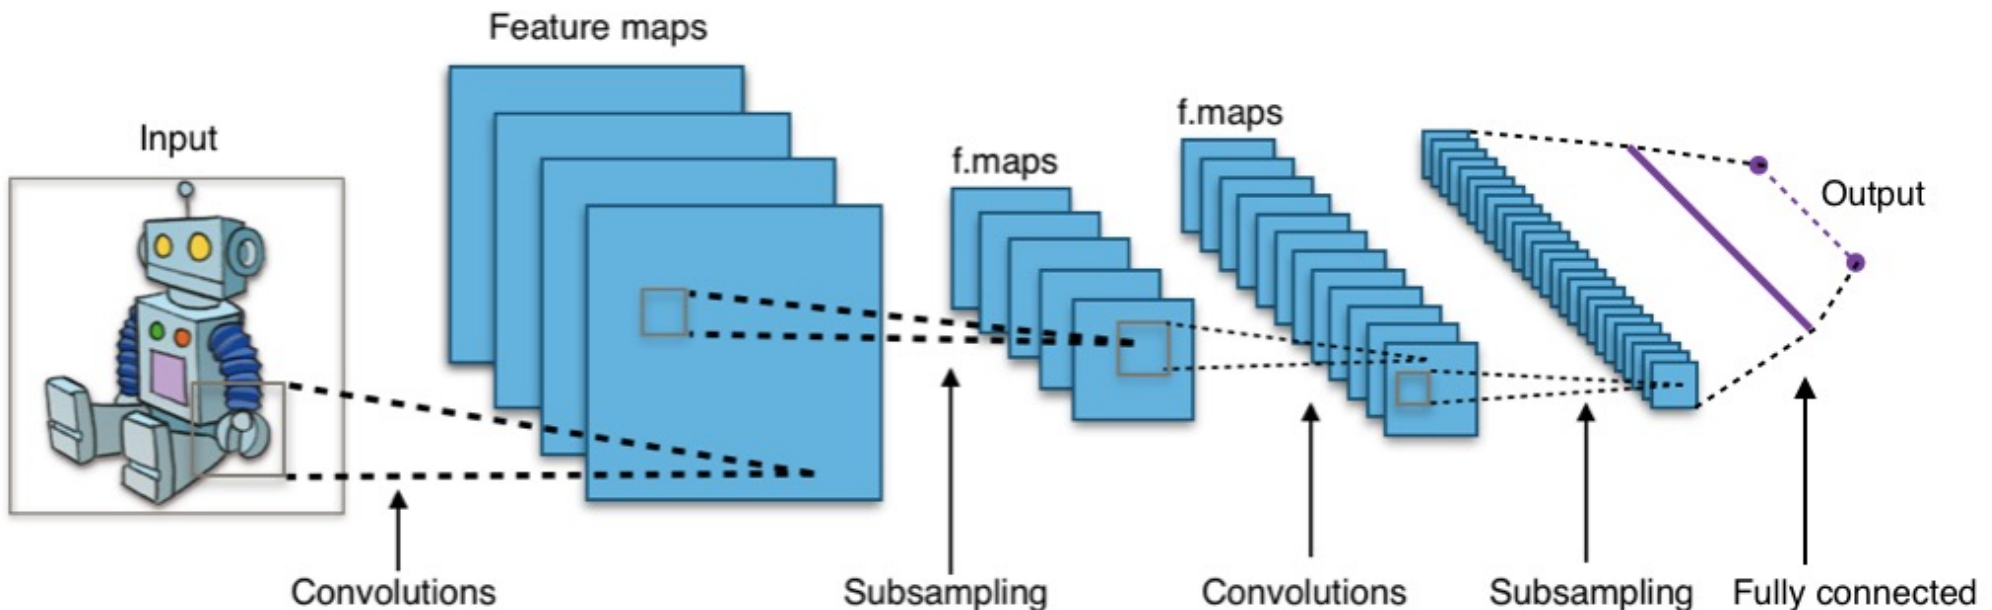 Feature maps
f.maps
Input
f.maps
Output
Convolutions
Subsampling
Convolutions
Subsampling
Fully connected